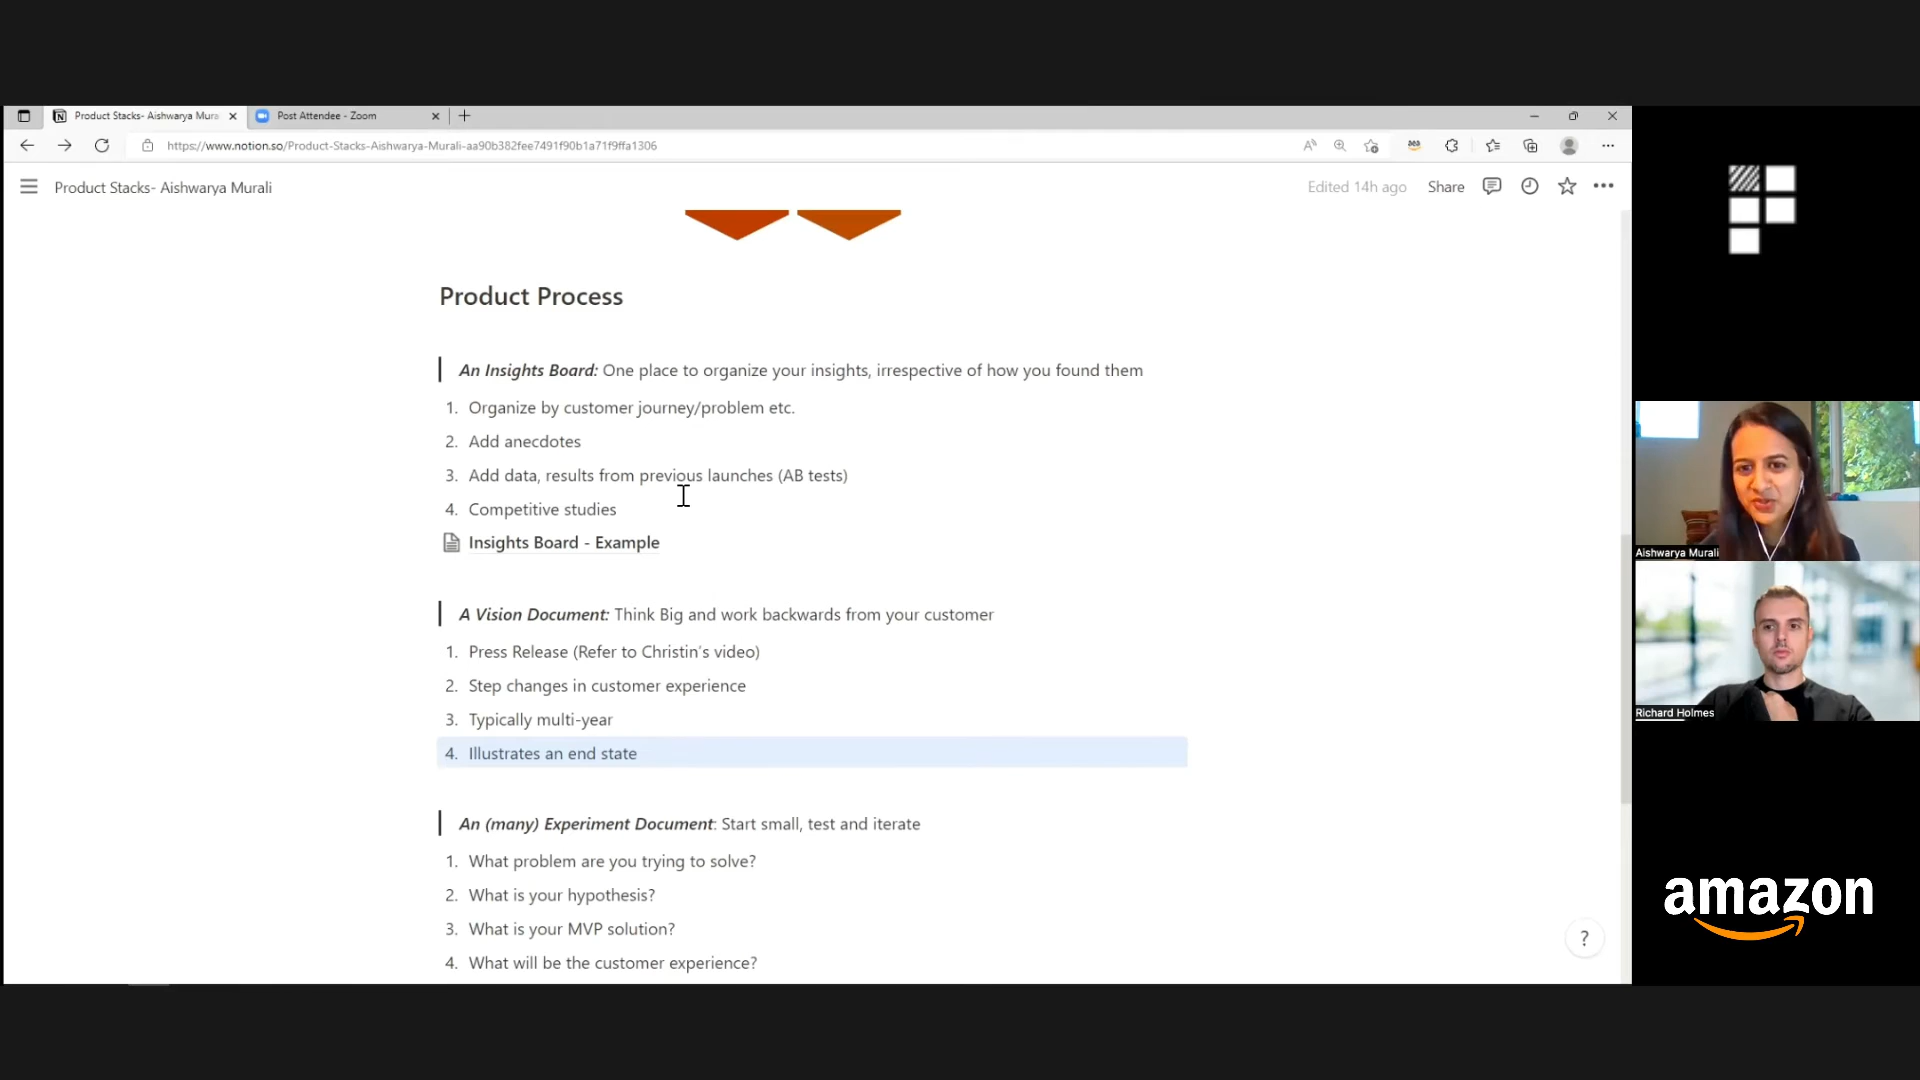 Product Stacks- Aishwarya Mura
Post Attendee - Zoom
https://www.notion.so/Product-Stacks-Aishwarya-Murali-aa90b382fee7491f90b1a71f9ffa1306
Product Stacks- Aishwarya Murali
Edited 14h ago
Share
Product Process
An Insights Board: One place to organize your insights, irrespective of how you found them
1. Organize by customer journey/problem etc.
2. Add anecdotes
3. Add data, results from previous launches (AB tests)
4. Competitive studies
Insights Board - Example
A Vision Document: Think Big and work backwards from your customer
1. Press Release (Refer to Christin's video)
2. Step changes in customer experience
3. Typically multi-year
4. Illustrates an end state
An (many) Experiment Document: Start small, test and iterate
1. What problem are you trying to solve?
2. What is your hypothesis?
3. What is your MVP solution?
4. What will be the customer experience?
?
Aishwarya Murali
Richard Holmes
amazon